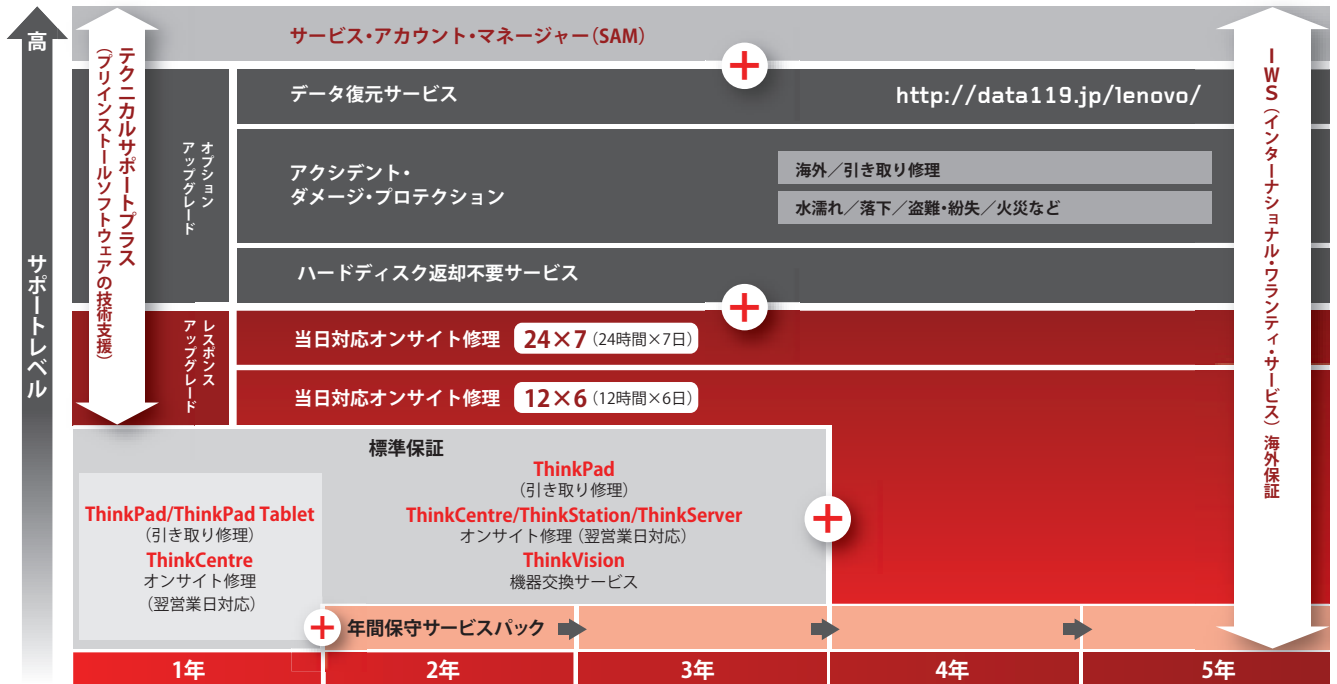 高
サポートレベル
テクニカルサポートプラス
(プリインストールソフトウェアの技術支援)
サービス・アカウント・マネージャー(SAM)
オプション
アップグレード
データ復元サービス
http://data119.jp/lenovo/
アクシデント・
ダメージ・プロテクション
海外／引き取り修理
水濡れ／落下／盗難・紛失／火災など
ハードディスク返却不要サービス
レスポンス
アップグレード
当日対応オンサイト修理 24×7 (24時間×7日)
当日対応オンサイト修理 12×6 (12時間×6日)
IWS (インターナショナル・ワランティ・サービス) 海外保証
標準保証
ThinkPad/ThinkPad Tablet
(引き取り修理)
ThinkCentre
オンサイト修理
(翌営業日対応)
ThinkPad
(引き取り修理)
ThinkCentre/ThinkStation/ThinkServer
オンサイト修理 (翌営業日対応)
ThinkVision
機器交換サービス
年間保守サービスパック
1年
2年
3年
4年
5年